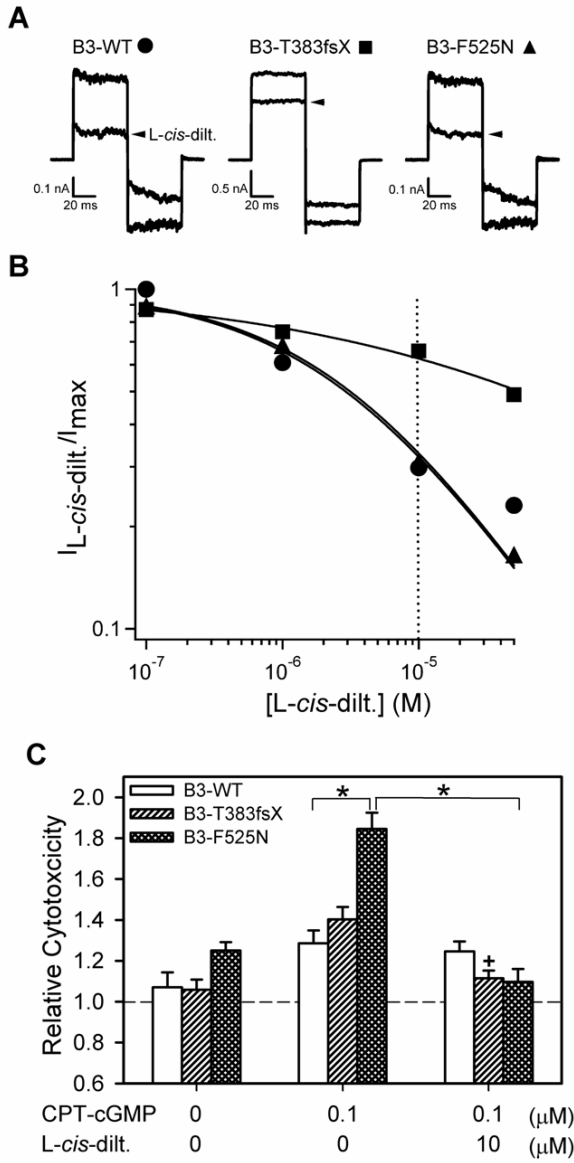 A
B3-WT ● B3-T383fsX ■ B3-F525N ▲
L-cis-dilt.
0.1 nA 0.5 nA 0.1 nA
20 ms 20 ms 20 ms
B
1
0.1
I L-cis-dilt./Imax
10-7 10-6 10-5
[L-cis-dilt.] (M)
C
B3-WT
B3-T383fsX
B3-F525N
* *
+
2.0
1.8
1.6
1.4
1.2
1.0
0.8
0.6
Relative Cytotoxcicity
CPT-cGMP 0 0.1 0.1 (μM)
L-cis-dilt. 0 0 10 (μM)